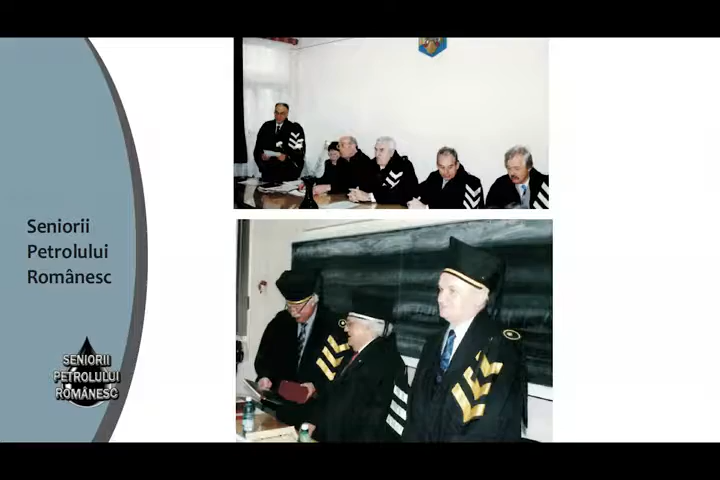 Seniorii
Petrolului
Românesc
SENIORII
PETROLULUI
ROMÂNESC